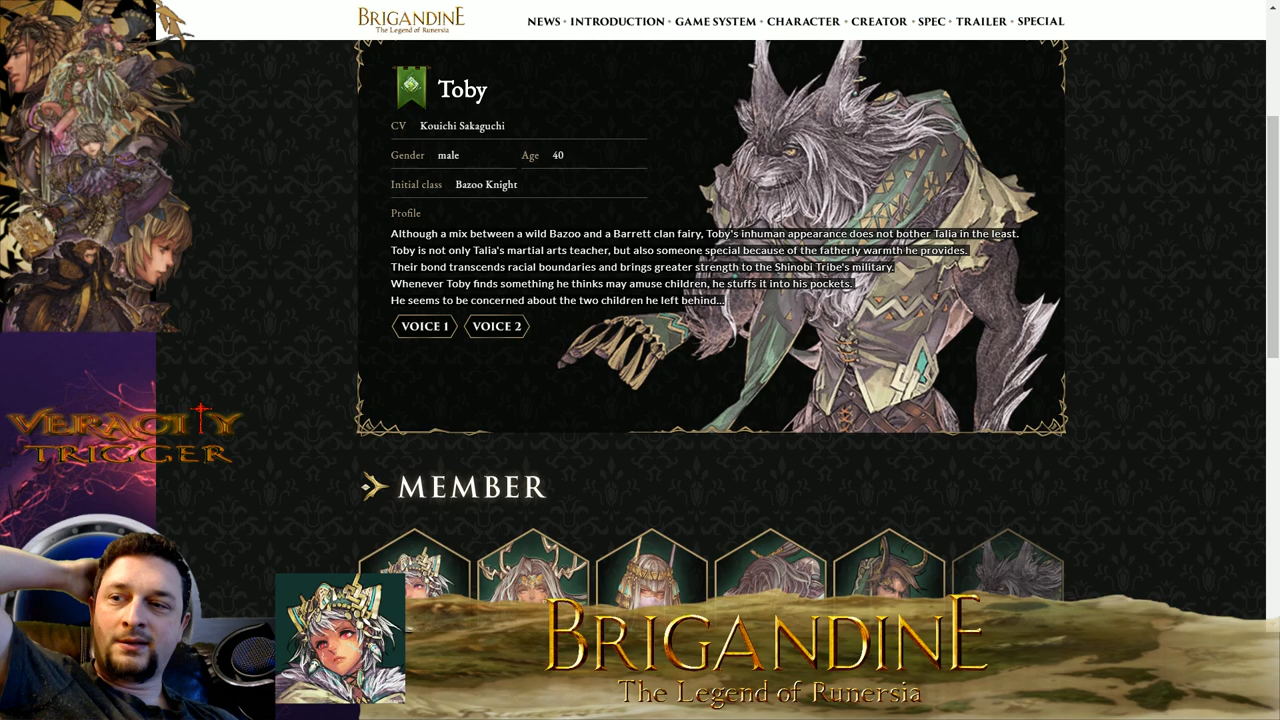 BRIGANDINE
The Legend of Runersia
NEWS • INTRODUCTION • GAME SYSTEM • CHARACTER • CREATOR • SPEC • TRAILER • SPECIAL
Toby
CV Kouichi Sakaguchi
Gender male Age 40
Initial class Bazoo Knight
Profile
Although a mix between a wild Bazoo and a Barrett clan fairy, Toby's inhuman appearance does not bother Talia in the least.
Toby is not only Talia's martial arts teacher, but also someone special because of the fatherly warmth he provides.
Their bond transcends racial boundaries and brings greater strength to the Shinobi Tribe's military.
Whenever Toby finds something he thinks may amuse children, he stuffs it into his pockets.
He seems to be concerned about the two children he left behind...
VOICE 1 VOICE 2
VERACITY
TRIGGER
MEMBER
BRIGANDINE
The Legend of Runersia